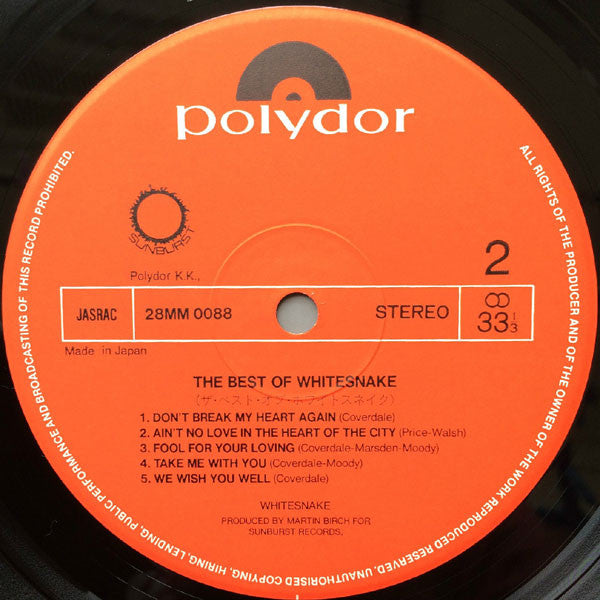 polydor
SUNBURST
Polydor K.K.,
2
JASRAC
28MM 0088
STEREO
33 1/3
Made in Japan
THE BEST OF WHITESNAKE
(ザ・ベスト・オン・ホワイトスネイク)
1. DON'T BREAK MY HEART AGAIN (Coverdale)
2. AIN'T NO LOVE IN THE HEART OF THE CITY (Price-Walsh)
3. FOOL FOR YOUR LOVING (Coverdale-Marsden-Moody)
4. TAKE ME WITH YOU (Coverdale-Moody)
5. WE WISH YOU WELL (Coverdale)
WHITESNAKE
PRODUCED BY MARTIN BIRCH FOR
SUNBURST RECORDS.
ALL RIGHTS OF THE PRODUCER AND OF THE OWNER OF THE WORK REPRODUCED RESERVED. UNAUTHORISED COPYING, HIRING, LENDING, PUBLIC PERFORMANCE AND BROADCASTING OF THIS RECORD PROHIBITED.